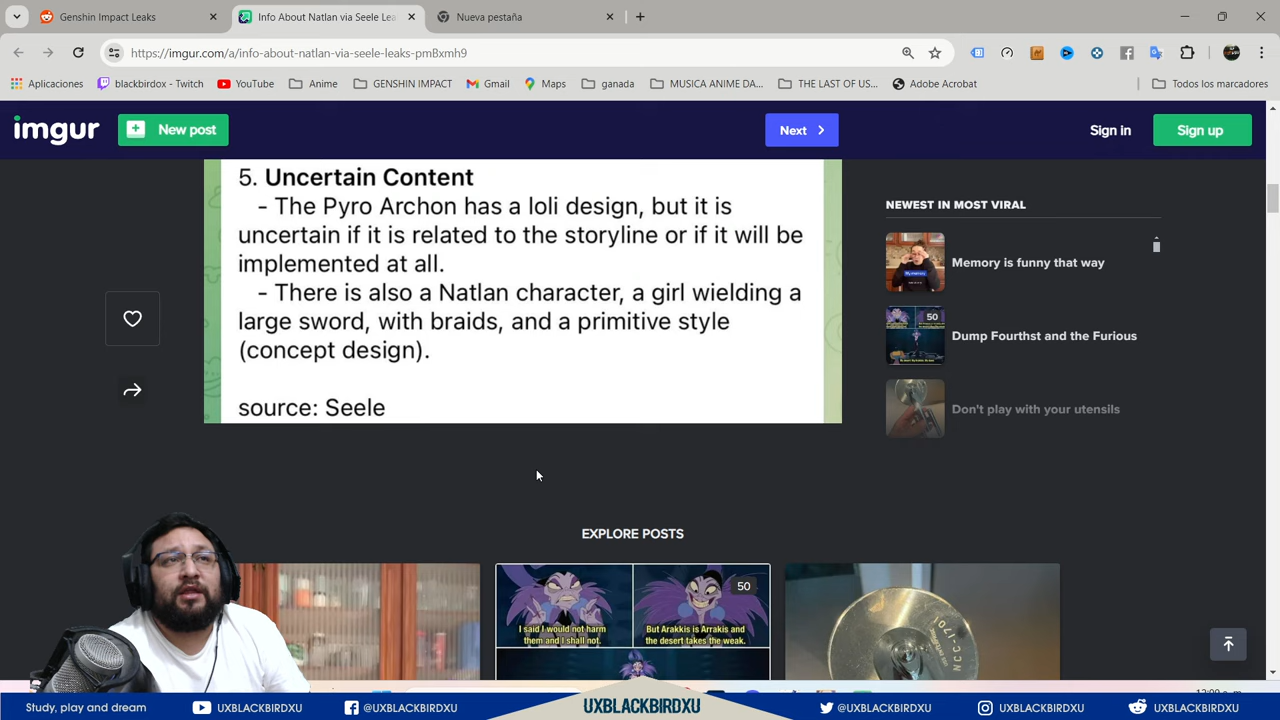 Genshin Impact Leaks
Info About Natlan via Seele Lea
Nueva pestaña
https://imgur.com/a/info-about-natlan-via-seele-leaks-pmBxmh9
Aplicaciones
blackbirdox - Twitch
YouTube
Anime
GENSHIN IMPACT
Gmail
Maps
ganada
MUSICA ANIME DA...
THE LAST OF US...
Adobe Acrobat
Todos los marcadores
imgur
New post
Next
Sign in
Sign up
5. Uncertain Content
- The Pyro Archon has a loli design, but it is
uncertain if it is related to the storyline or if it will be
implemented at all.
- There is also a Natlan character, a girl wielding a
large sword, with braids, and a primitive style
(concept design).
source: Seele
NEWEST IN MOST VIRAL
Memory is funny that way
50
Dump Fourthst and the Furious
Don't play with your utensils
EXPLORE POSTS
50
I said I would not harm
them and I shall not.
But Arakkis is Arrakis and
the desert takes the weak.
Study, play and dream
UXBLACKBIRDXU
@UXBLACKBIRDXU
UXBLACKBIRDXU
@UXBLACKBIRDXU
UXBLACKBIRDXU
UXBLACKBIRDXU